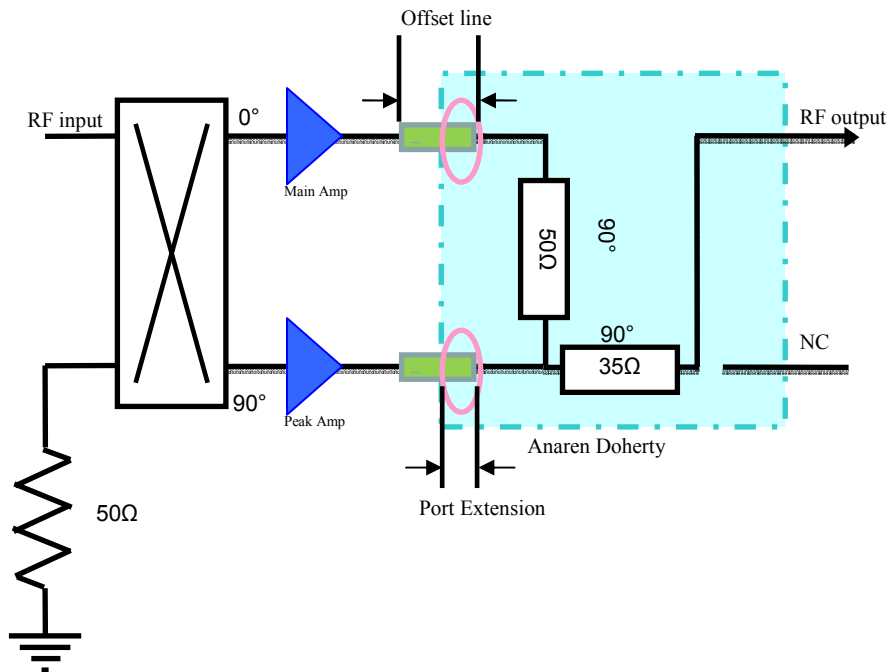 Offset line
RF input
0°
RF output
Main Amp
50Ω
90°
NC
90°
35Ω
90°
Peak Amp
Anaren Doherty
Port Extension
50Ω